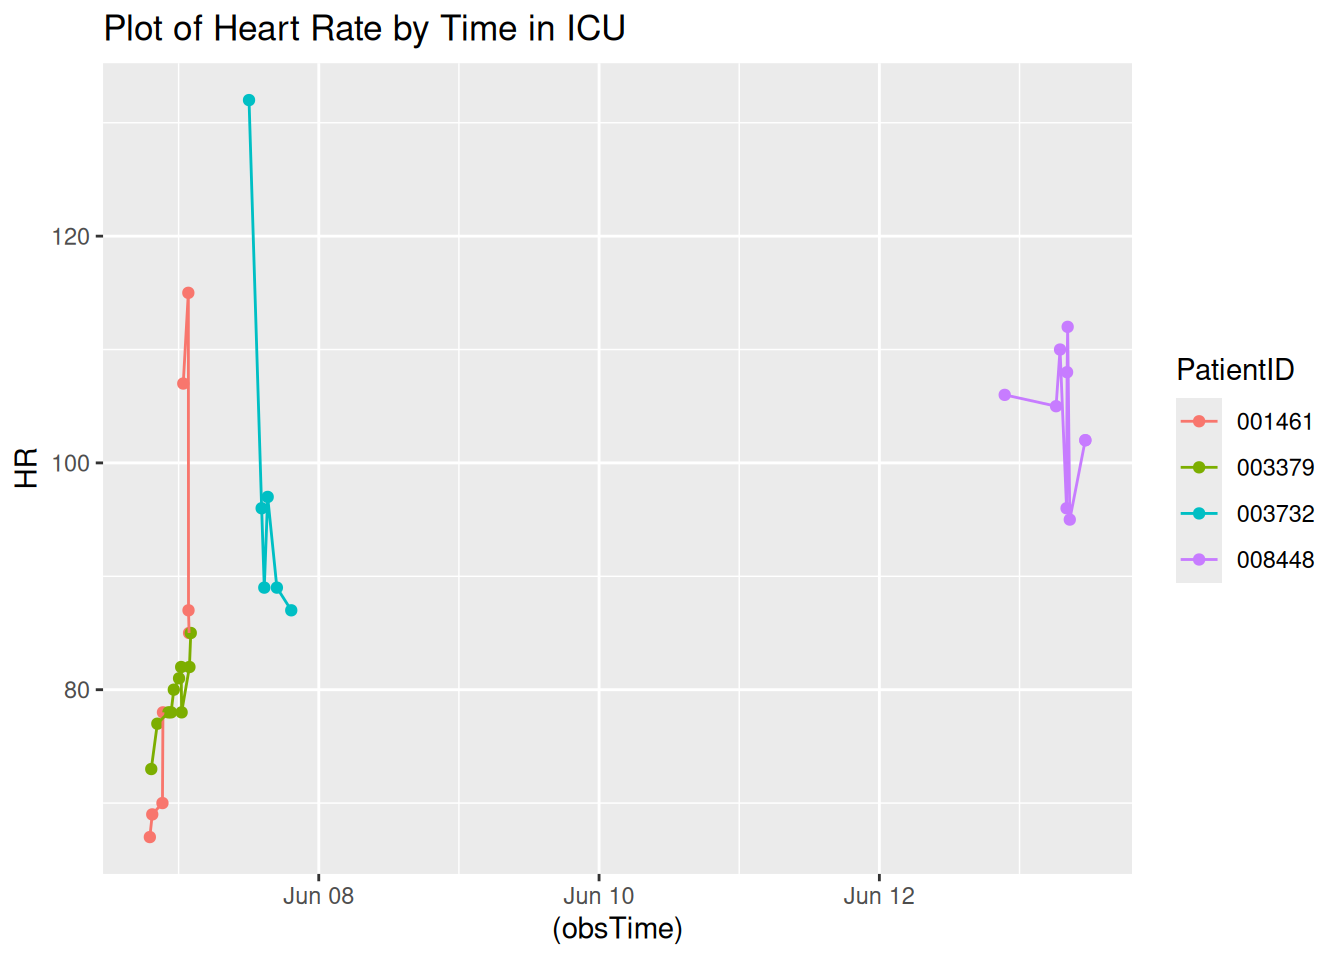 Plot of Heart Rate by Time in ICU
120
100
80
HR
Jun 08
Jun 10
Jun 12
(obsTime)
PatientID
001461
003379
003732
008448